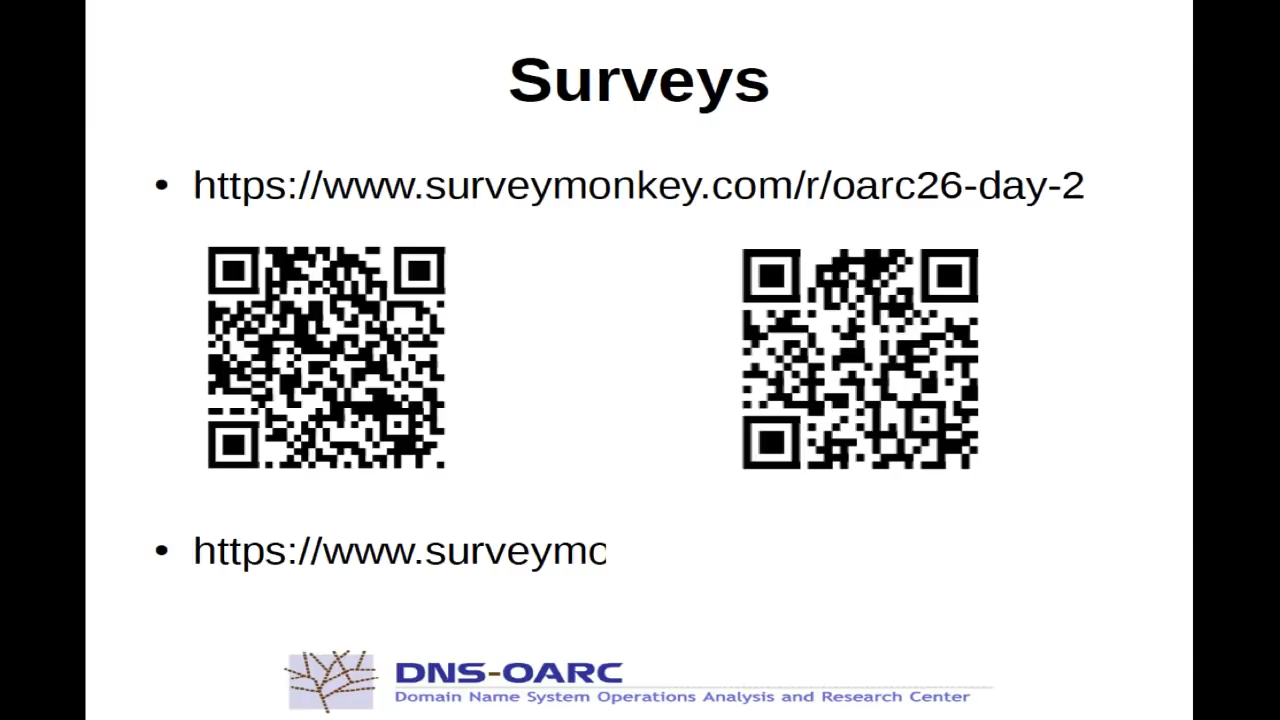 Surveys
• https://www.surveymonkey.com/r/oarc26-day-2
• https://www.surveymo
DNS-OARC
Domain Name System Operations Analysis and Research Center